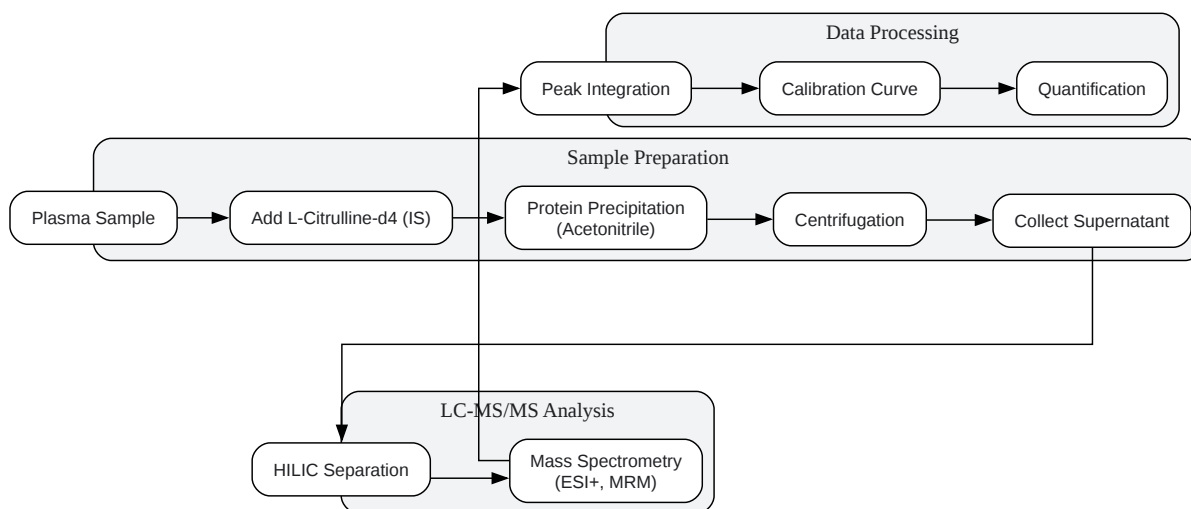 Data Processing
Peak Integration
Calibration Curve
Quantification
Sample Preparation
Plasma Sample
Add L-Citrulline-d4 (IS)
Protein Precipitation
(Acetonitrile)
Centrifugation
Collect Supernatant
LC-MS/MS Analysis
HILIC Separation
Mass Spectrometry
(ESI+, MRM)